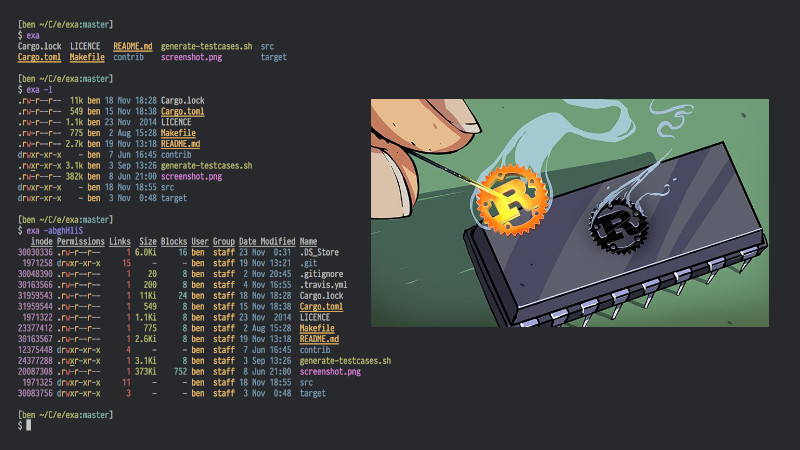 [ben ~/C/e/exa:master]
$ exa
Cargo.lock LICENCE README.md generate-testcases.sh src
Cargo.toml Makefile contrib screenshot.png target
[ben ~/C/e/exa:master]
$ exa -l
.rw-r--r-- 11k ben 18 Nov 18:28 Cargo.lock
.rw-r--r-- 549 ben 15 Nov 18:38 Cargo.toml
.rw-r--r-- 1.1k ben 23 Nov 2014 LICENCE
.rw-r--r-- 775 ben 2 Aug 15:28 Makefile
.rw-r--r-- 2.7k ben 19 Nov 13:18 README.md
drwxr-xr-x - ben 7 Jun 16:45 contrib
.rwxr-xr-x 3.1k ben 3 Sep 13:26 generate-testcases.sh
.rw-r--r-- 382k ben 8 Jun 21:00 screenshot.png
drwxr-xr-x - ben 18 Nov 18:55 src
drwxr-xr-x - ben 3 Nov 0:48 target
[ben ~/C/e/exa:master]
$ exa -abghHliS
inode Permissions Links Size Blocks User Group Date Modified Name
30030336 .rw-r--r-- 1 6.0Ki 16 ben staff 23 Nov 0:31 .DS_Store
1971258 drwxr-xr-x 15 - - ben staff 19 Nov 13:21 .git
30048390 .rw-r--r-- 1 20 8 ben staff 2 Nov 20:45 .gitignore
30163566 .rw-r--r-- 1 200 8 ben staff 4 Nov 16:55 .travis.yml
31959543 .rw-r--r-- 1 11Ki 24 ben staff 18 Nov 18:28 Cargo.lock
31959544 .rw-r--r-- 1 549 8 ben staff 15 Nov 18:38 Cargo.toml
1971322 .rw-r--r-- 1 1.1Ki 8 ben staff 23 Nov 2014 LICENCE
23377412 .rw-r--r-- 1 775 8 ben staff 2 Aug 15:28 Makefile
30163567 .rw-r--r-- 1 2.6Ki 8 ben staff 19 Nov 13:18 README.md
12375448 drwxr-xr-x 4 - - ben staff 7 Jun 16:45 contrib
24377288 .rwxr-xr-x 1 3.1Ki 8 ben staff 3 Sep 13:26 generate-testcases.sh
20087308 .rw-r--r-- 1 373Ki 752 ben staff 8 Jun 21:00 screenshot.png
1971325 drwxr-xr-x 11 - - ben staff 18 Nov 18:55 src
30083756 drwxr-xr-x 3 - - ben staff 3 Nov 0:48 target
[ben ~/C/e/exa:master]
$
R
R